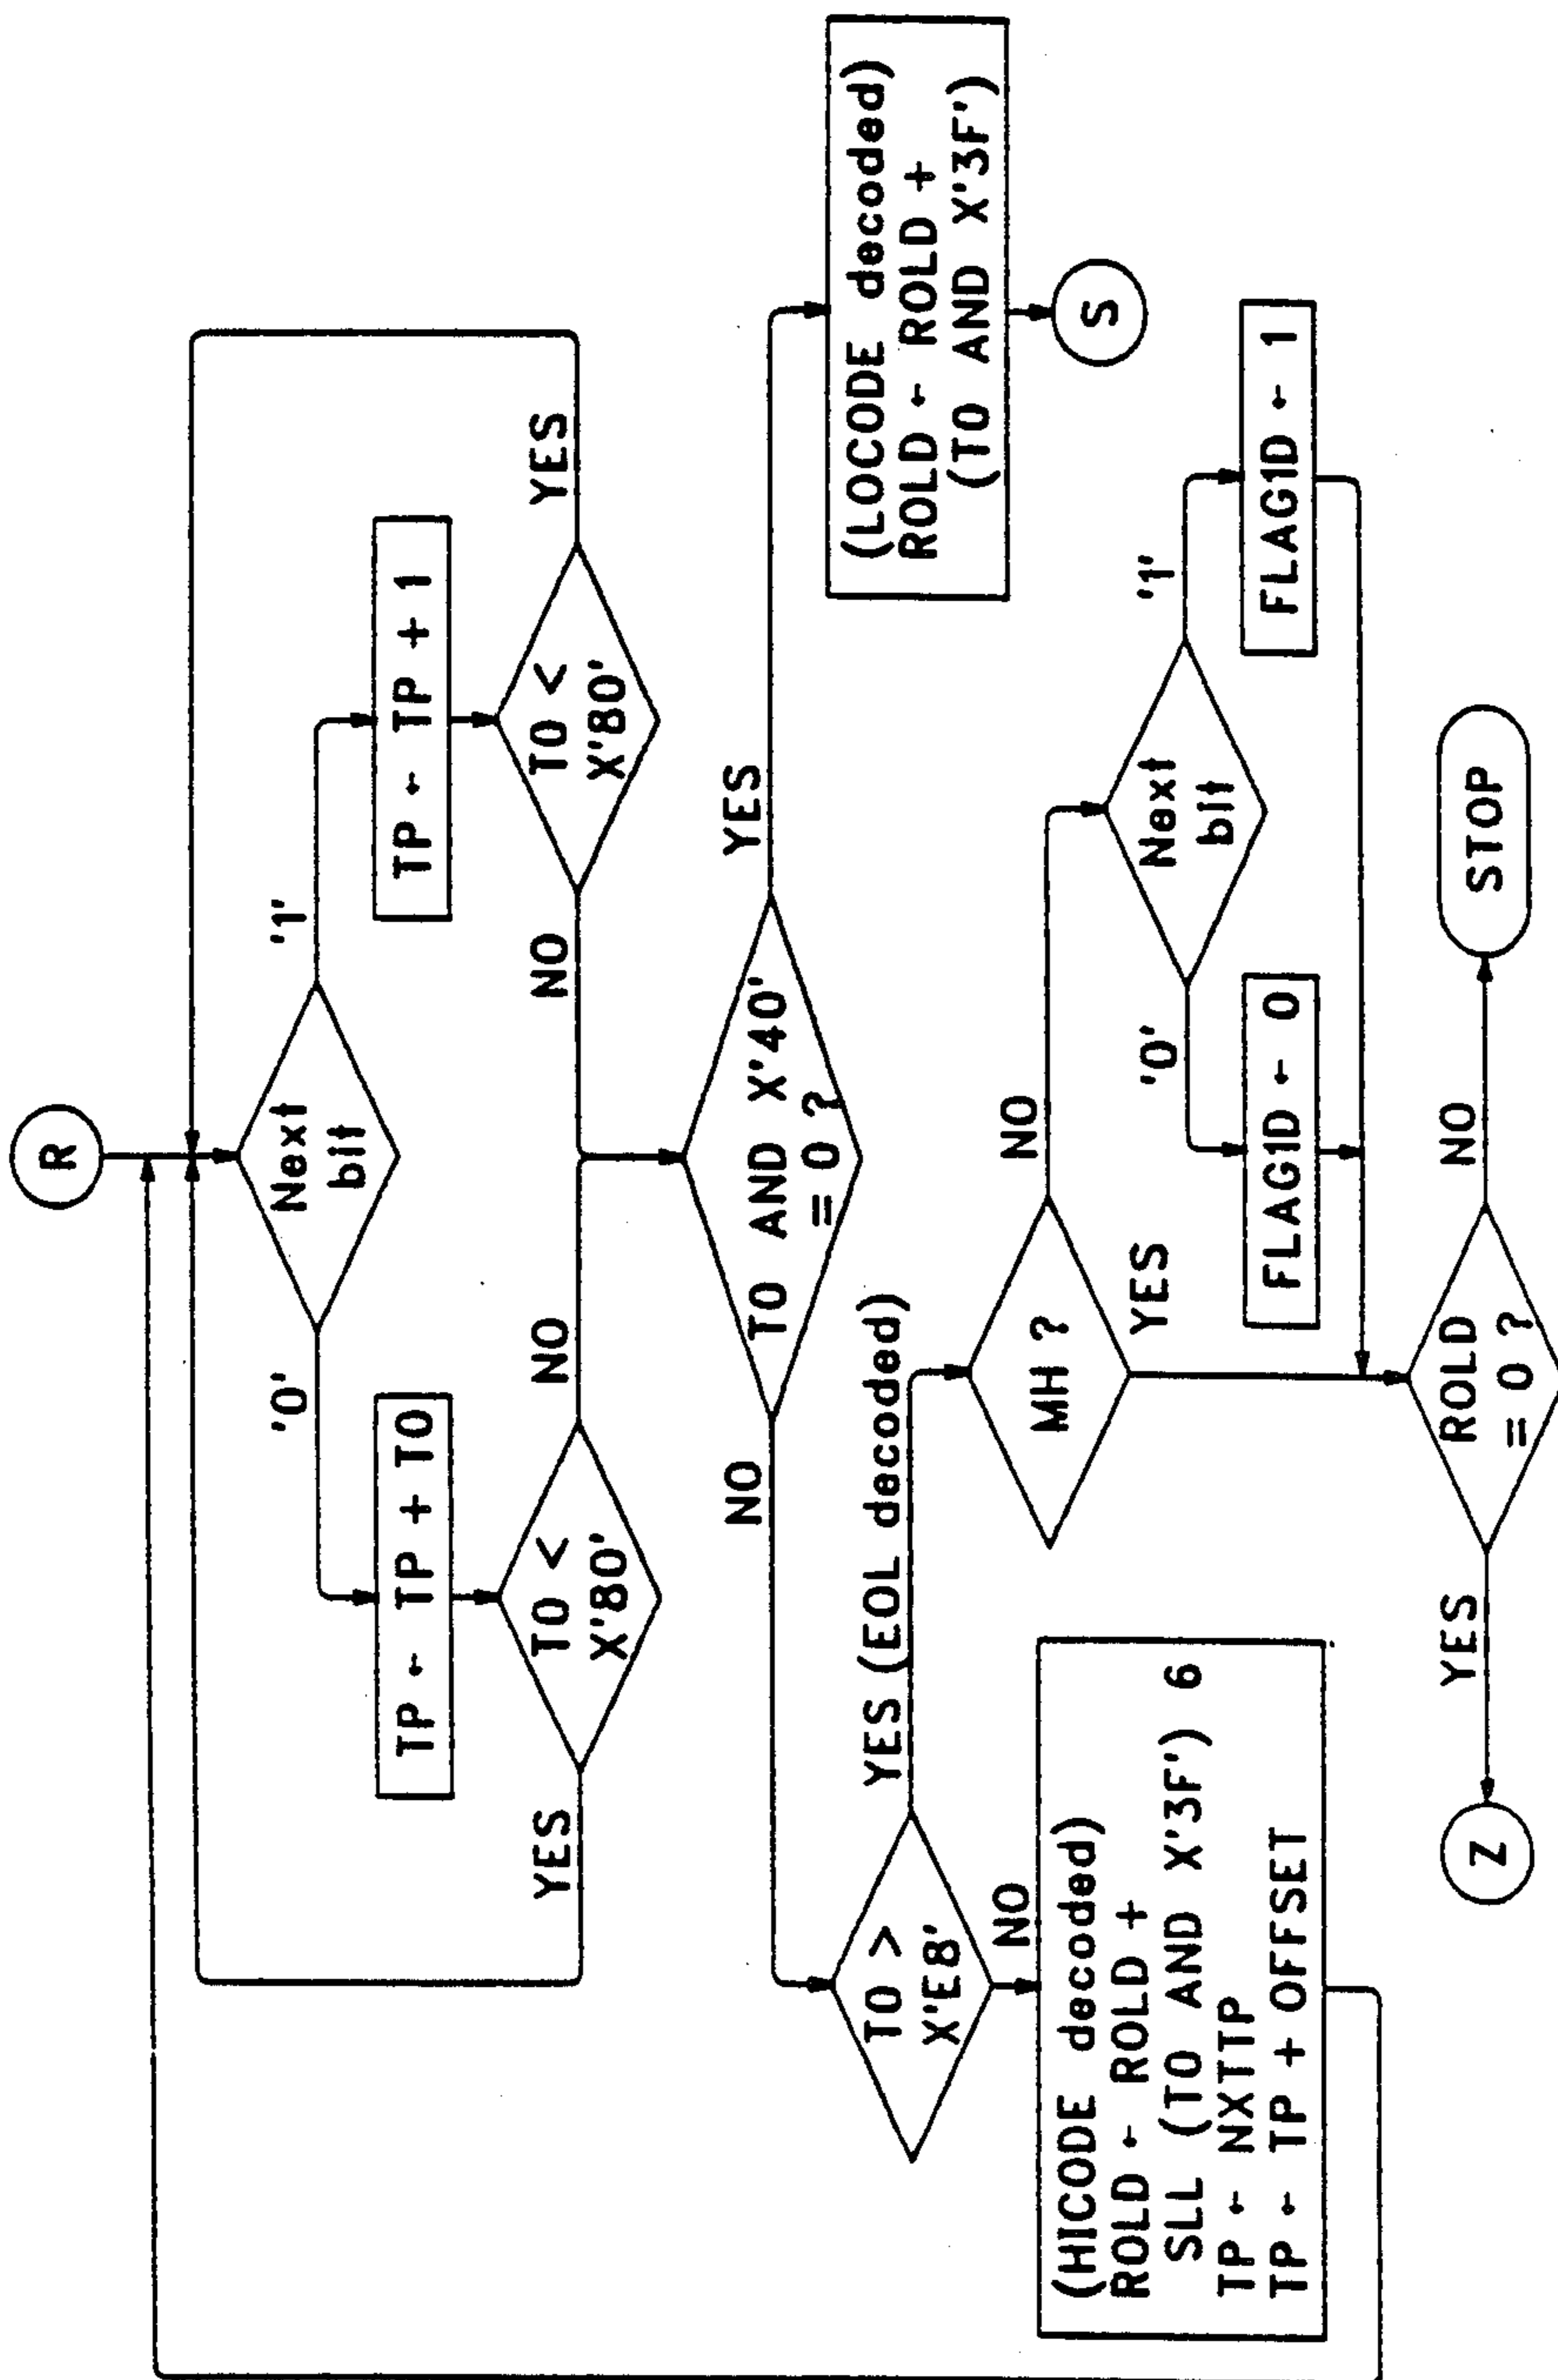 R
Next
bit
'0'
'1'
TP ← TP + TO
TP ← TP + 1
TO <
X'80'
TO <
X'80'
YES
NO
NO
YES
TO AND X'40'
= 0 ?
NO
YES
TO >
X'E8'
YES (EOL decoded)
NO
(LOCODE decoded)
ROLD ← ROLD +
(TO AND X'3F')
S
(HICODE decoded)
ROLD ← ROLD +
SLL (TO AND X'3F') 6
TP ← NXTTP
TP ← TP + OFFSET
MH ?
NO
YES
Next
bit
'0'
'1'
FLAG1D ← 0
FLAG1D ← 1
ROLD
= 0 ?
YES
NO
Z
STOP